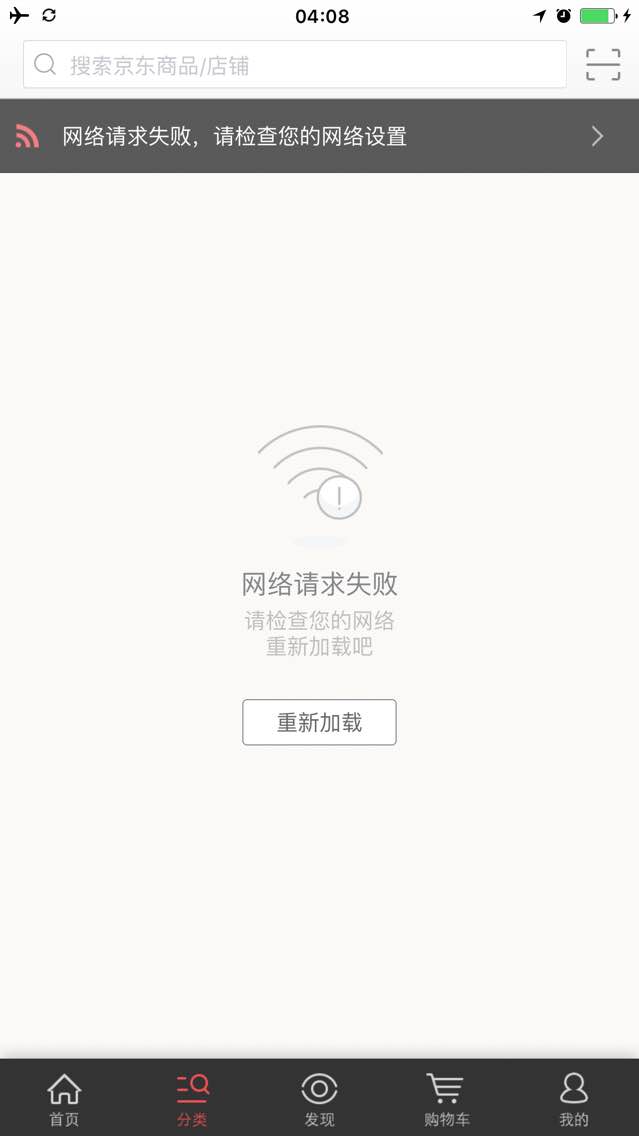 04:08
搜索京东商品/店铺
网络请求失败，请检查您的网络设置
网络请求失败
请检查您的网络
重新加载吧
重新加载
首页
分类
发现
购物车
我的